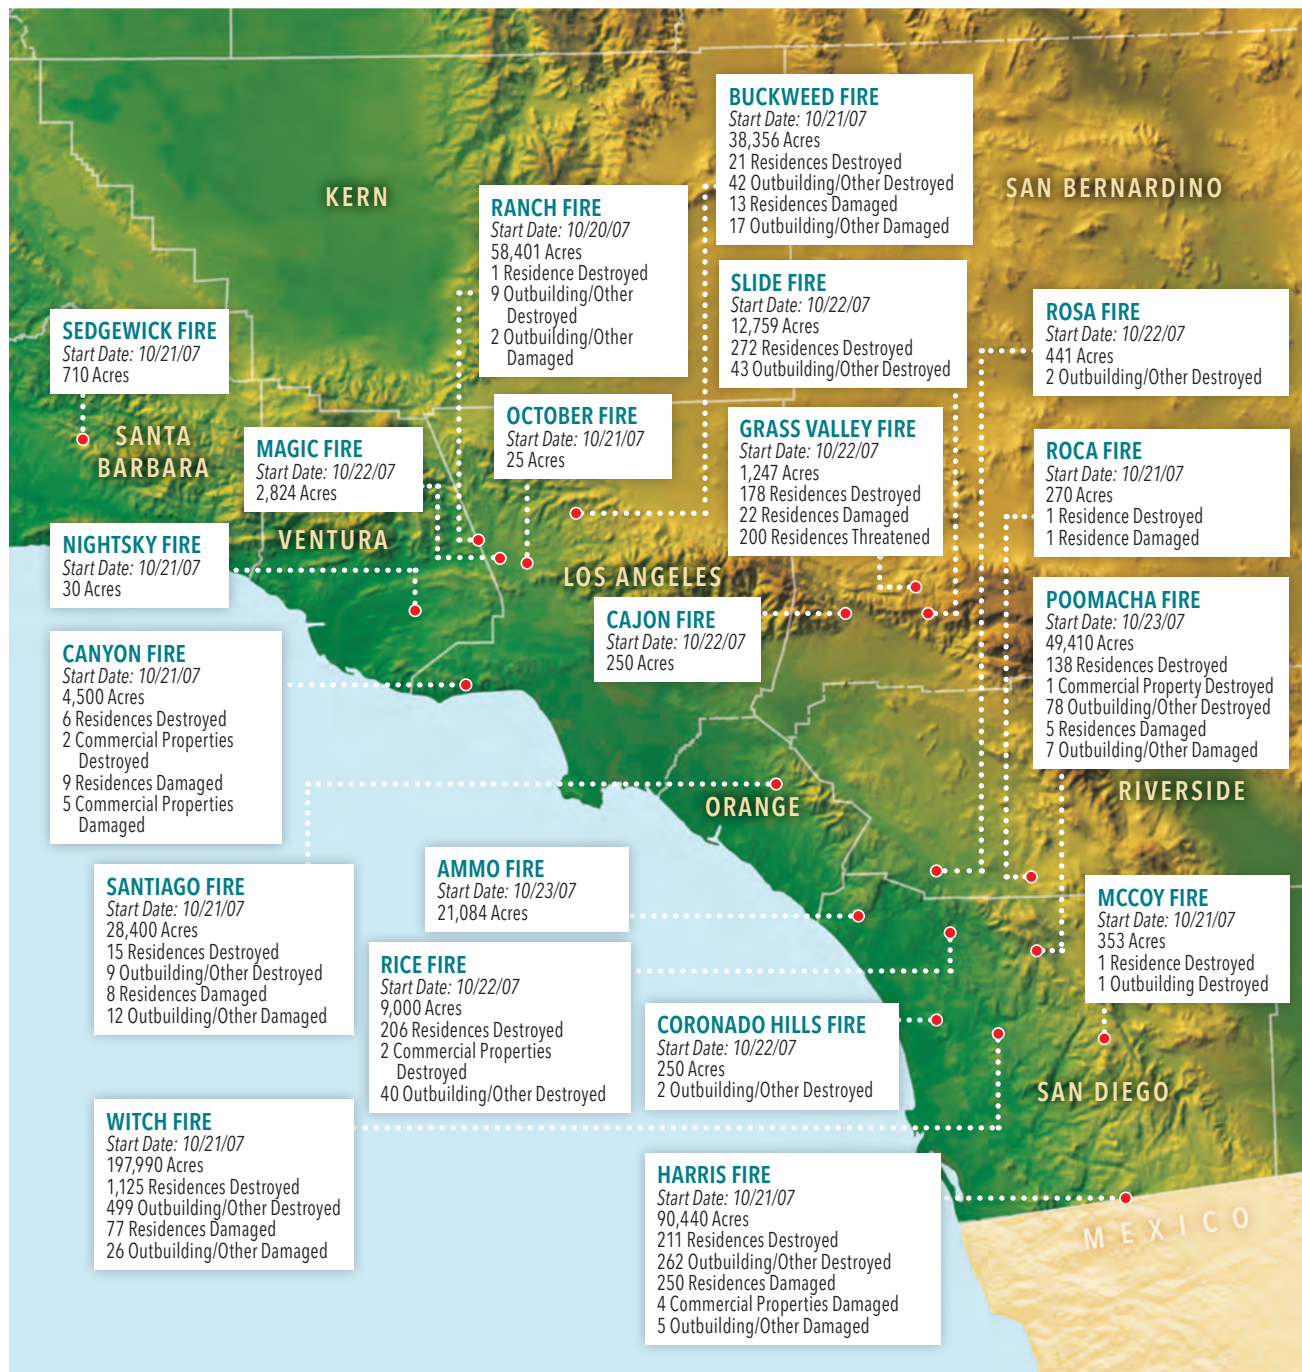 BUCKWEED FIRE
Start Date: 10/21/07
38,356 Acres
21 Residences Destroyed
42 Outbuilding/Other Destroyed
13 Residences Damaged
17 Outbuilding/Other Damaged
KERN
SAN BERNARDINO
RANCH FIRE
Start Date: 10/20/07
58,401 Acres
1 Residence Destroyed
9 Outbuilding/Other
Destroyed
2 Outbuilding/Other
Damaged
SLIDE FIRE
Start Date: 10/22/07
12,759 Acres
272 Residences Destroyed
43 Outbuilding/Other Destroyed
ROSA FIRE
Start Date: 10/22/07
441 Acres
2 Outbuilding/Other Destroyed
SEDGEWICK FIRE
Start Date: 10/21/07
710 Acres
SANTA
BARBARA
MAGIC FIRE
Start Date: 10/22/07
2,824 Acres
OCTOBER FIRE
Start Date: 10/21/07
25 Acres
GRASS VALLEY FIRE
Start Date: 10/22/07
1,247 Acres
178 Residences Destroyed
22 Residences Damaged
200 Residences Threatened
ROCA FIRE
Start Date: 10/21/07
270 Acres
1 Residence Destroyed
1 Residence Damaged
NIGHTSKY FIRE
Start Date: 10/21/07
30 Acres
VENTURA
LOS ANGELES
CAJON FIRE
Start Date: 10/22/07
250 Acres
POOMACHA FIRE
Start Date: 10/23/07
49,410 Acres
138 Residences Destroyed
1 Commercial Property Destroyed
78 Outbuilding/Other Destroyed
5 Residences Damaged
7 Outbuilding/Other Damaged
CANYON FIRE
Start Date: 10/21/07
4,500 Acres
6 Residences Destroyed
2 Commercial Properties
Destroyed
9 Residences Damaged
5 Commercial Properties
Damaged
ORANGE
RIVERSIDE
SANTIAGO FIRE
Start Date: 10/21/07
28,400 Acres
15 Residences Destroyed
9 Outbuilding/Other Destroyed
8 Residences Damaged
12 Outbuilding/Other Damaged
AMMO FIRE
Start Date: 10/23/07
21,084 Acres
MCCOY FIRE
Start Date: 10/21/07
353 Acres
1 Residence Destroyed
1 Outbuilding Destroyed
RICE FIRE
Start Date: 10/22/07
9,000 Acres
206 Residences Destroyed
2 Commercial Properties
Destroyed
40 Outbuilding/Other Destroyed
CORONADO HILLS FIRE
Start Date: 10/22/07
250 Acres
2 Outbuilding/Other Destroyed
SAN DIEGO
WITCH FIRE
Start Date: 10/21/07
197,990 Acres
1,125 Residences Destroyed
499 Outbuilding/Other Destroyed
77 Residences Damaged
26 Outbuilding/Other Damaged
HARRIS FIRE
Start Date: 10/21/07
90,440 Acres
211 Residences Destroyed
262 Outbuilding/Other Destroyed
250 Residences Damaged
4 Commercial Properties Damaged
5 Outbuilding/Other Damaged
MEXICO